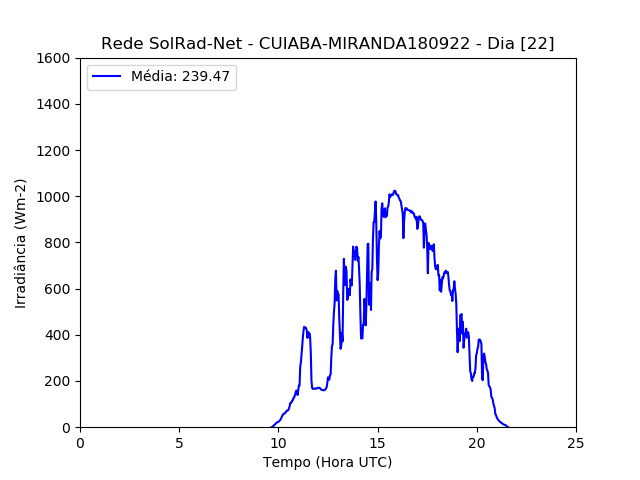 Rede SolRad-Net - CUIABA-MIRANDA180922 - Dia [22]
Média: 239.47
1600
1400
1200
1000
800
600
400
200
0
Irradiância (Wm-2)
0 5 10 15 20 25
Tempo (Hora UTC)